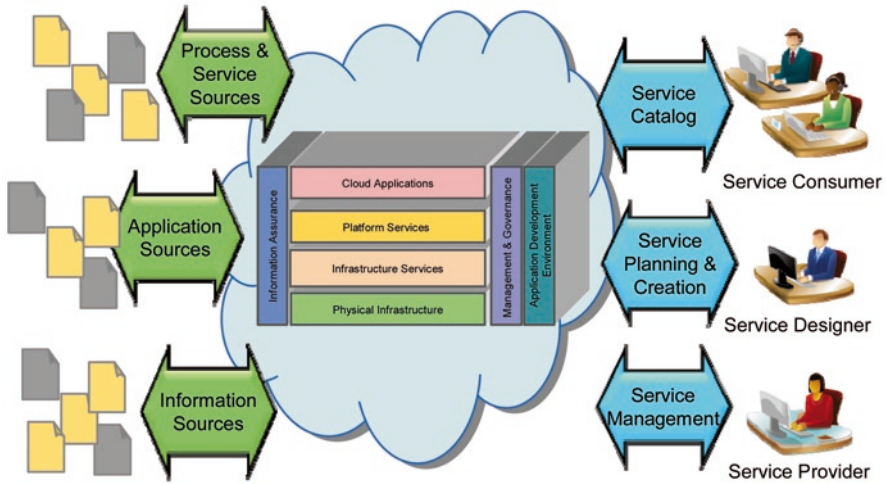 Process &
Service
Sources
Service
Catalog
Service Consumer
Information Assurance
Cloud Applications
Platform Services
Infrastructure Services
Physical Infrastructure
Management & Governance
Application Development
Environment
Application
Sources
Service
Planning &
Creation
Service Designer
Information
Sources
Service
Management
Service Provider